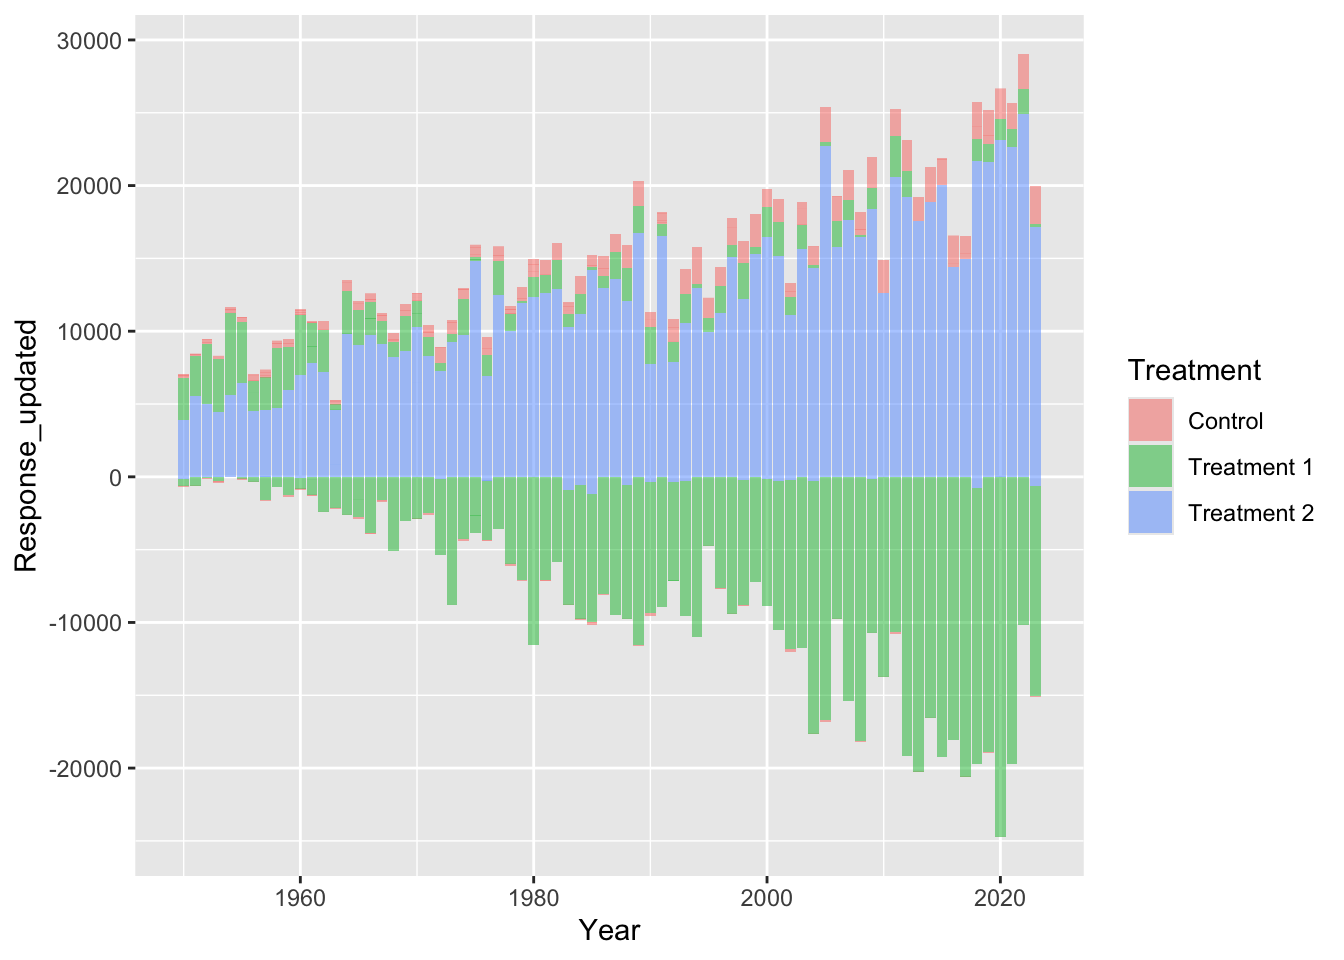 30000
20000
10000
0
-10000
-20000
Response_updated
1960
1980
2000
2020
Year
Treatment
Control
Treatment 1
Treatment 2